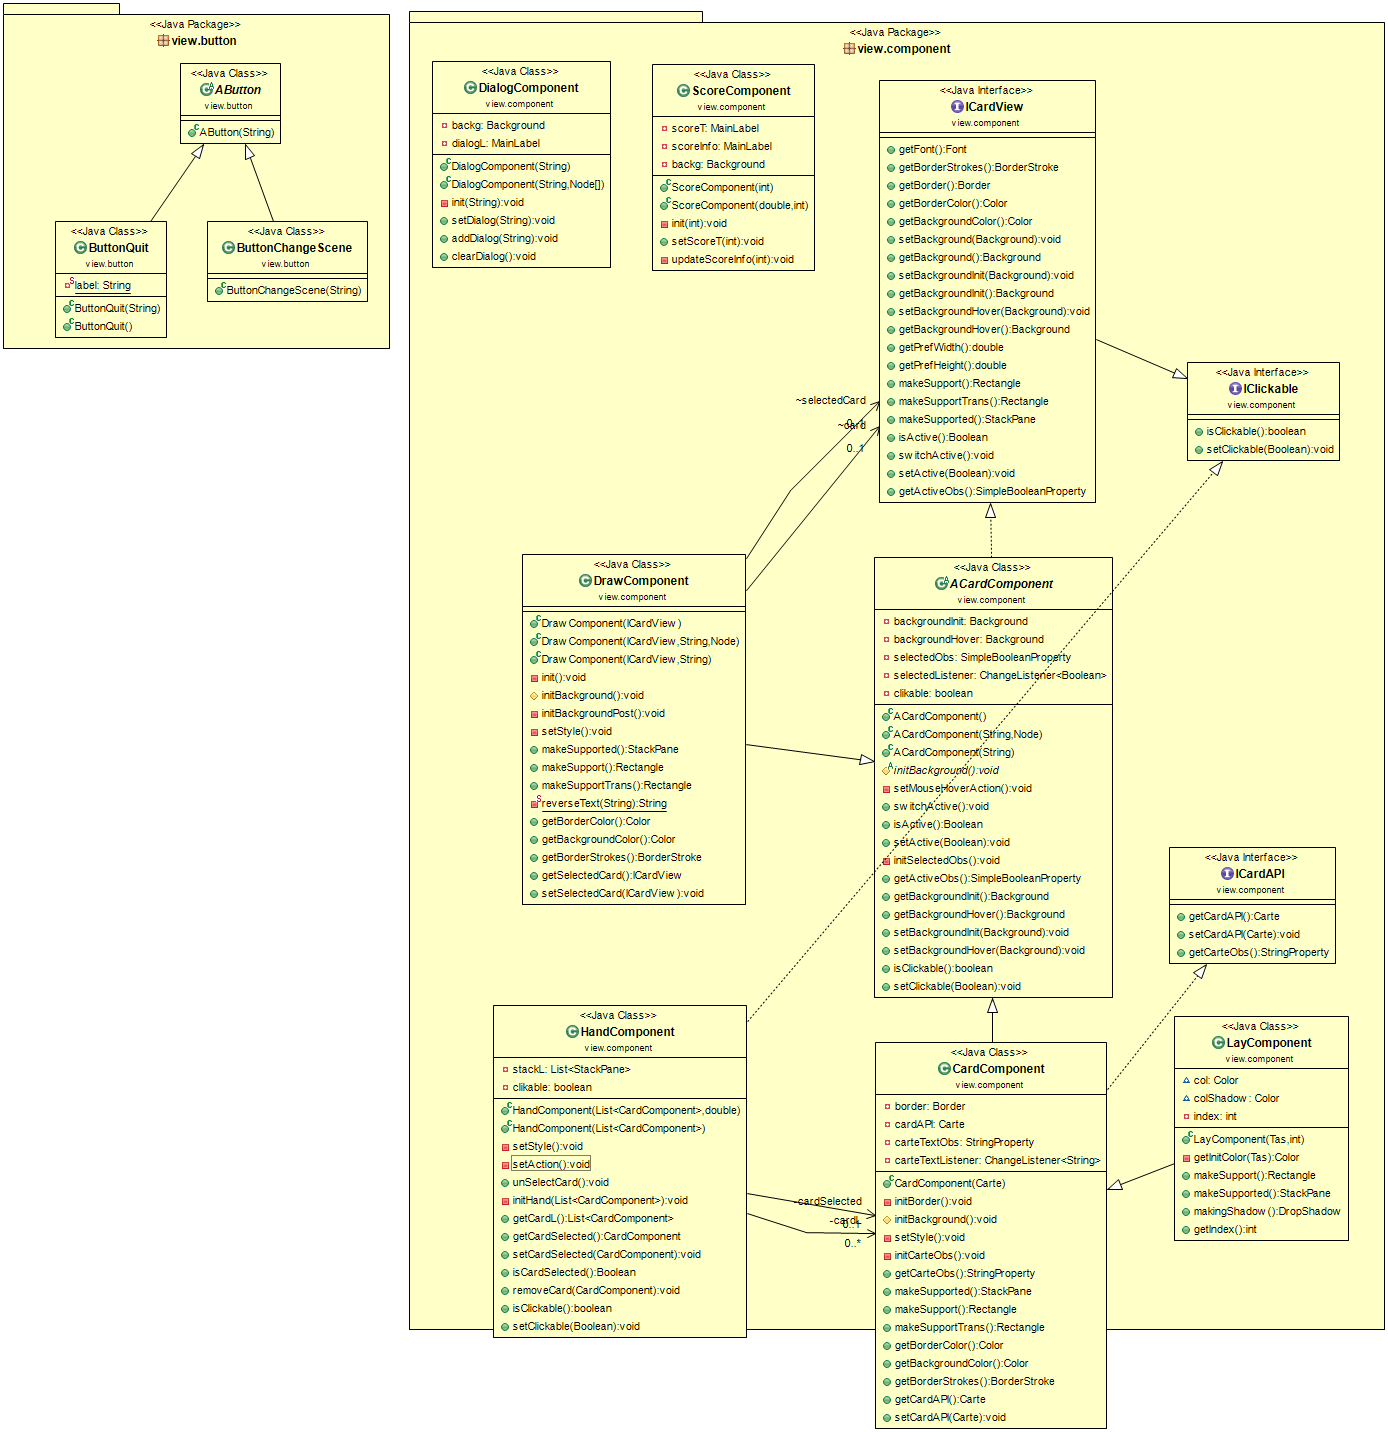 <<Java Package>>
view.button
<<Java Class>>
AButton
view.button
AButton(String)
<<Java Class>>
ButtonQuit
view.button
label: String
ButtonQuit(String)
ButtonQuit()
<<Java Class>>
ButtonChangeScene
view.button
ButtonChangeScene(String)
<<Java Package>>
view.component
<<Java Class>>
DialogComponent
view.component
backg: Background
dialogL: MainLabel
DialogComponent(String)
DialogComponent(String,Node[])
init(String):void
setDialog(String):void
addDialog(String):void
clearDialog():void
<<Java Class>>
ScoreComponent
view.component
scoreT: MainLabel
scoreInfo: MainLabel
backg: Background
ScoreComponent(int)
ScoreComponent(double,int)
init(int):void
setScoreT(int):void
updateScoreInfo(int):void
<<Java Interface>>
ICardView
view.component
getFont():Font
getBorderStrokes():BorderStroke
getBorder():Border
getBorderColor():Color
getBackgroundColor():Color
setBackground(Background):void
getBackground():Background
setBackgroundInit(Background):void
getBackgroundInit():Background
setBackgroundHover(Background):void
getBackgroundHover():Background
getPrefWidth():double
getPrefHeight():double
makeSupport():Rectangle
makeSupportTrans():Rectangle
makeSupported():StackPane
isActive():Boolean
switchActive():void
setActive(Boolean):void
getActiveObs():SimpleBooleanProperty
<<Java Interface>>
IClickable
view.component
isClickable():boolean
setClickable(Boolean):void
~selectedCard
0..1
~card
0..1
<<Java Class>>
DrawComponent
view.component
DrawComponent(ICardView)
DrawComponent(ICardView,String,Node)
DrawComponent(ICardView,String)
init():void
initBackground():void
initBackgroundPost():void
setStyle():void
makeSupported():StackPane
makeSupport():Rectangle
makeSupportTrans():Rectangle
reverseText(String):String
getBorderColor():Color
getBackgroundColor():Color
getBorderStrokes():BorderStroke
getSelectedCard():ICardView
setSelectedCard(ICardView):void
<<Java Class>>
ACardComponent
view.component
backgroundInit: Background
backgroundHover: Background
selectedObs: SimpleBooleanProperty
selectedListener: ChangeListener<Boolean>
clikable: boolean
ACardComponent()
ACardComponent(String,Node)
ACardComponent(String)
initBackground():void
setMouseHoverAction():void
switchActive():void
isActive():Boolean
setActive(Boolean):void
initSelectedObs():void
getActiveObs():SimpleBooleanProperty
getBackgroundInit():Background
getBackgroundHover():Background
setBackgroundInit(Background):void
setBackgroundHover(Background):void
isClickable():boolean
setClickable(Boolean):void
<<Java Interface>>
ICardAPI
view.component
getCardAPI():Carte
setCardAPI(Carte):void
getCarteObs():StringProperty
<<Java Class>>
HandComponent
view.component
stackL: List<StackPane>
clikable: boolean
HandComponent(List<CardComponent>,double)
HandComponent(List<CardComponent>)
setStyle():void
setAction():void
unSelectCard():void
initHand(List<CardComponent>):void
getCardL():List<CardComponent>
getCardSelected():CardComponent
setCardSelected(CardComponent):void
isCardSelected():Boolean
removeCard(CardComponent):void
isClickable():boolean
setClickable(Boolean):void
-cardSelected
0..1
-cardL
0..*
<<Java Class>>
CardComponent
view.component
border: Border
cardAPI: Carte
carteTextObs: StringProperty
carteTextListener: ChangeListener<String>
CardComponent(Carte)
initBorder():void
initBackground():void
setStyle():void
initCarteObs():void
getCarteObs():StringProperty
makeSupported():StackPane
makeSupport():Rectangle
makeSupportTrans():Rectangle
getBorderColor():Color
getBackgroundColor():Color
getBorderStrokes():BorderStroke
getCardAPI():Carte
setCardAPI(Carte):void
<<Java Class>>
LayComponent
view.component
col: Color
colShadow: Color
index: int
LayComponent(Tas,int)
getInitColor(Tas):Color
makeSupport():Rectangle
makeSupported():StackPane
makingShadow():DropShadow
getIndex():int